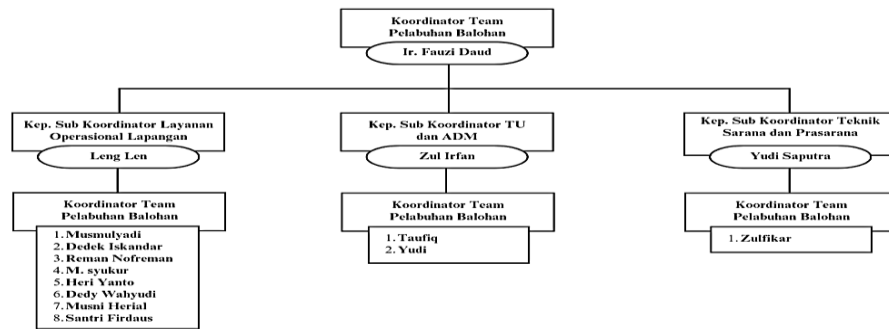 Koordinator Team
Pelabuhan Balohan
Ir. Fauzi Daud
Kep. Sub Koordinator Layanan
Operasional Lapangan
Leng Len
Kep. Sub Koordinator TU
dan ADM
Zul Irfan
Kep. Sub Koordinator Teknik
Sarana dan Prasarana
Yudi Saputra
Koordinator Team
Pelabuhan Balohan
1. Musmulyadi
2. Dedek Iskandar
3. Reman Nofreman
4. M. syukur
5. Heri Yanto
6. Dedy Wahyudi
7. Musni Herial
8. Santri Firdaus
Koordinator Team
Pelabuhan Balohan
1. Taufiq
2. Yudi
Koordinator Team
Pelabuhan Balohan
1. Zulfikar